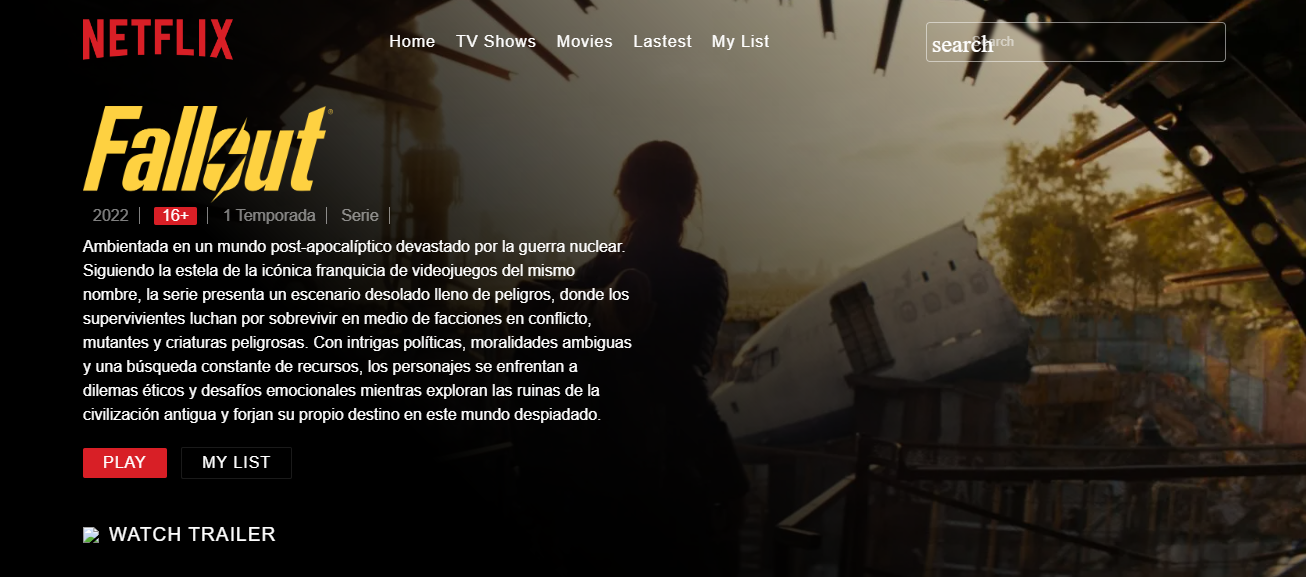 NETFLIX
Home TV Shows Movies Lastest My List
search Search
Fallout®
2022 16+ 1 Temporada Serie
Ambientada en un mundo post-apocalíptico devastado por la guerra nuclear.
Siguiendo la estela de la icónica franquicia de videojuegos del mismo
nombre, la serie presenta un escenario desolado lleno de peligros, donde los
supervivientes luchan por sobrevivir en medio de facciones en conflicto,
mutantes y criaturas peligrosas. Con intrigas políticas, moralidades ambiguas
y una búsqueda constante de recursos, los personajes se enfrentan a
dilemas éticos y desafíos emocionales mientras exploran las ruinas de la
civilización antigua y forjan su propio destino en este mundo despiadado.
PLAY MY LIST
WATCH TRAILER